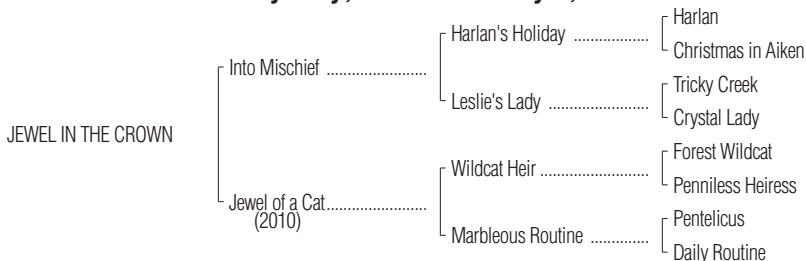 Harlan
Harlan's Holiday ..................
Christmas in Aiken
Into Mischief ........................
Tricky Creek
Leslie's Lady ........................
Crystal Lady
JEWEL IN THE CROWN
Forest Wildcat
Wildcat Heir ..........................
Penniless Heiress
Jewel of a Cat........................
(2010)
Pentelicus
Marbleous Routine ..............
Daily Routine